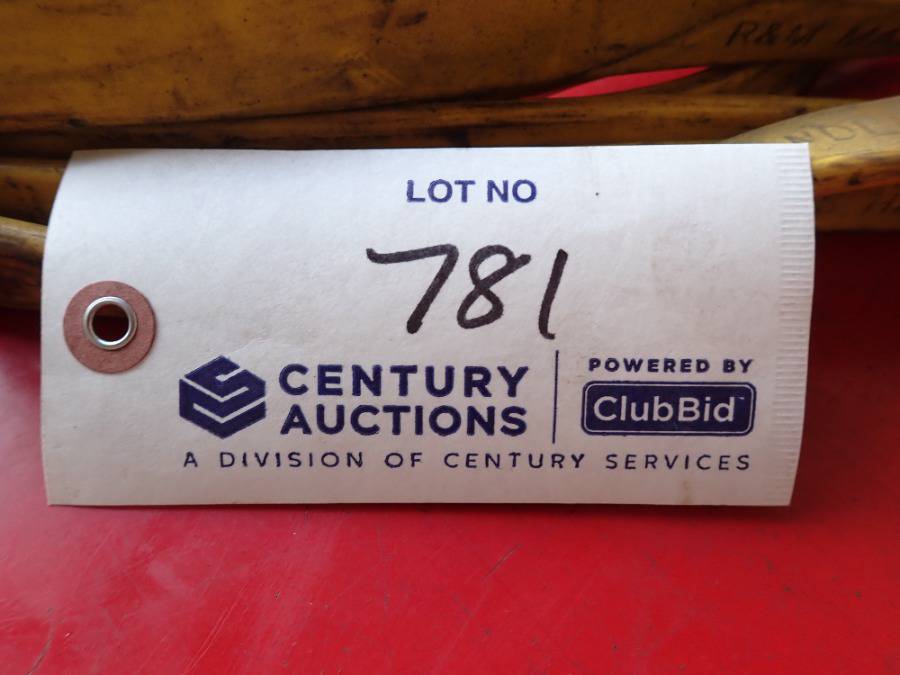 R&M
LOT NO
781
CENTURY
AUCTIONS
POWERED BY
ClubBid
A DIVISION OF CENTURY SERVICES